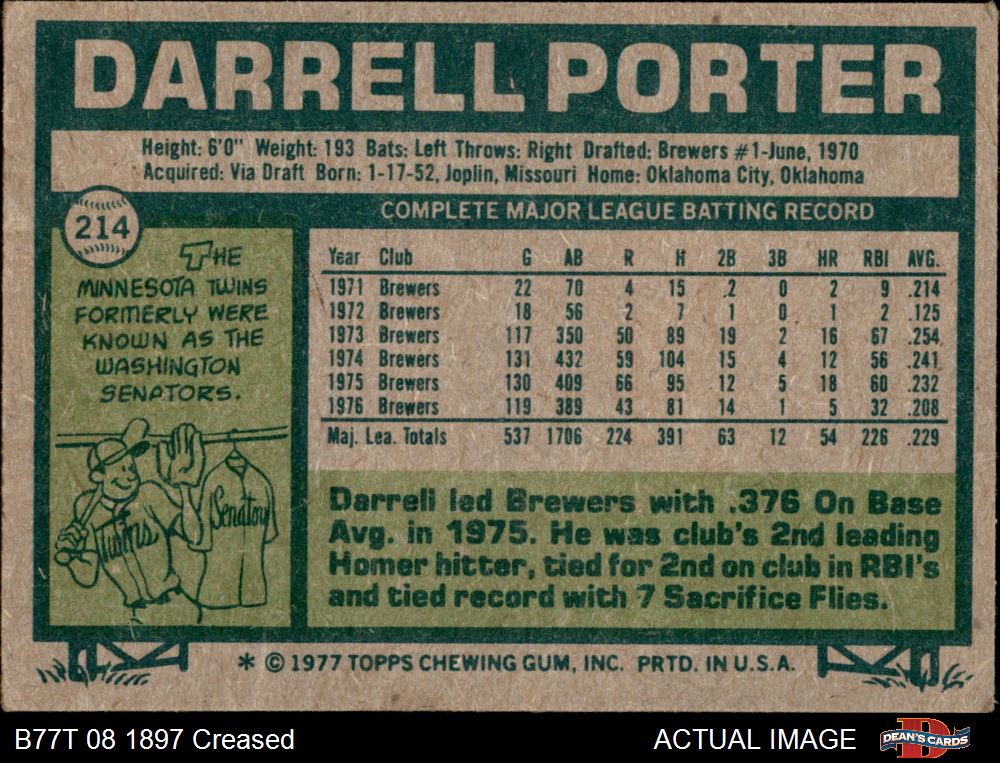 DARRELL PORTER
Height: 6'0" Weight: 193 Bats: Left Throws: Right Drafted: Brewers #1-June, 1970
Acquired: Via Draft Born: 1-17-52, Joplin, Missouri Home: Oklahoma City, Oklahoma
214
COMPLETE MAJOR LEAGUE BATTING RECORD
THE
MINNESOTA TWINS
FORMERLY WERE
KNOWN AS THE
WASHINGTON
SENATORS.
Twins
Senators
Year Club G AB R H 2B 3B HR RBI AVG.
1971 Brewers 22 70 4 15 2 0 2 9 .214
1972 Brewers 18 56 2 7 1 0 1 2 .125
1973 Brewers 117 350 50 89 19 2 16 67 .254
1974 Brewers 131 432 59 104 15 4 12 56 .241
1975 Brewers 130 409 66 95 12 5 18 60 .232
1976 Brewers 119 389 43 81 14 1 5 32 .208
Maj. Lea. Totals 537 1706 224 391 63 12 54 226 .229
Darrell led Brewers with .376 On Base
Avg. in 1975. He was club's 2nd leading
Homer hitter, tied for 2nd on club in RBI's
and tied record with 7 Sacrifice Flies.
* © 1977 TOPPS CHEWING GUM, INC. PRTD. IN U.S.A.
B77T 08 1897 Creased
ACTUAL IMAGE
D
DEAN'S CARDS